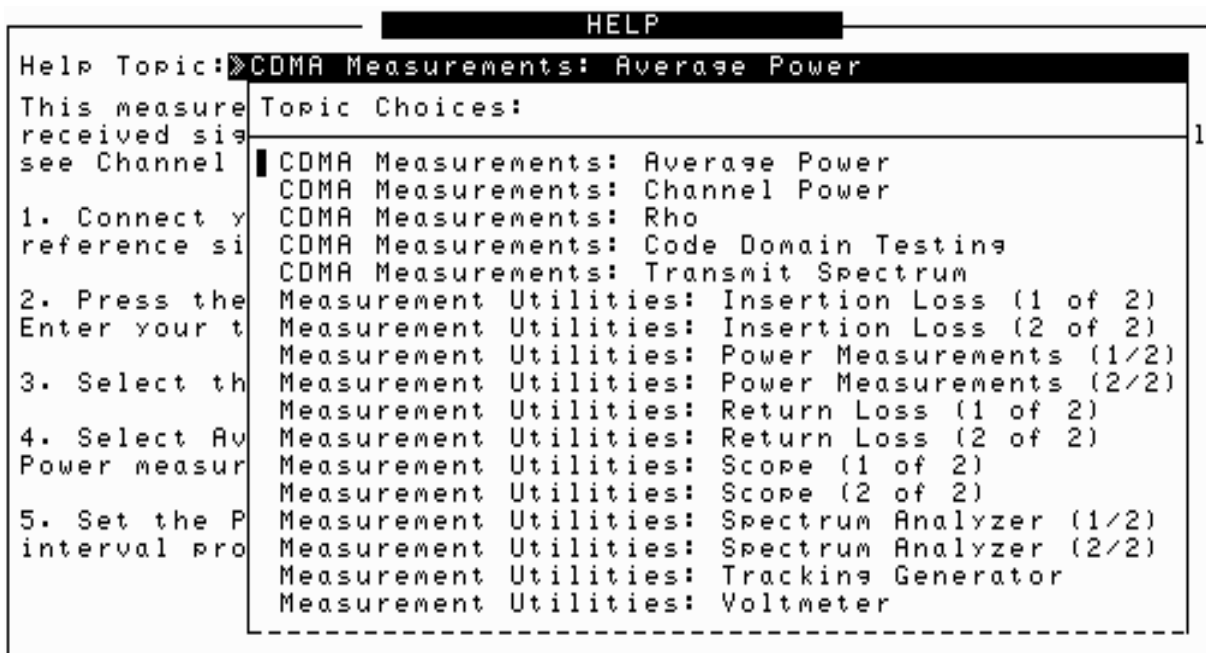 HELP
Help Topic:»CDMA Measurements: Average Power
This measure
received sig
see Channel
1. Connect y
reference si
2. Press the
Enter your t
3. Select th
4. Select Av
Power measur
5. Set the P
interval pro
Topic Choices:
CDMA Measurements: Average Power
CDMA Measurements: Channel Power
CDMA Measurements: Rho
CDMA Measurements: Code Domain Testing
CDMA Measurements: Transmit Spectrum
Measurement Utilities: Insertion Loss (1 of 2)
Measurement Utilities: Insertion Loss (2 of 2)
Measurement Utilities: Power Measurements (1/2)
Measurement Utilities: Power Measurements (2/2)
Measurement Utilities: Return Loss (1 of 2)
Measurement Utilities: Return Loss (2 of 2)
Measurement Utilities: Scope (1 of 2)
Measurement Utilities: Scope (2 of 2)
Measurement Utilities: Spectrum Analyzer (1/2)
Measurement Utilities: Spectrum Analyzer (2/2)
Measurement Utilities: Tracking Generator
Measurement Utilities: Voltmeter